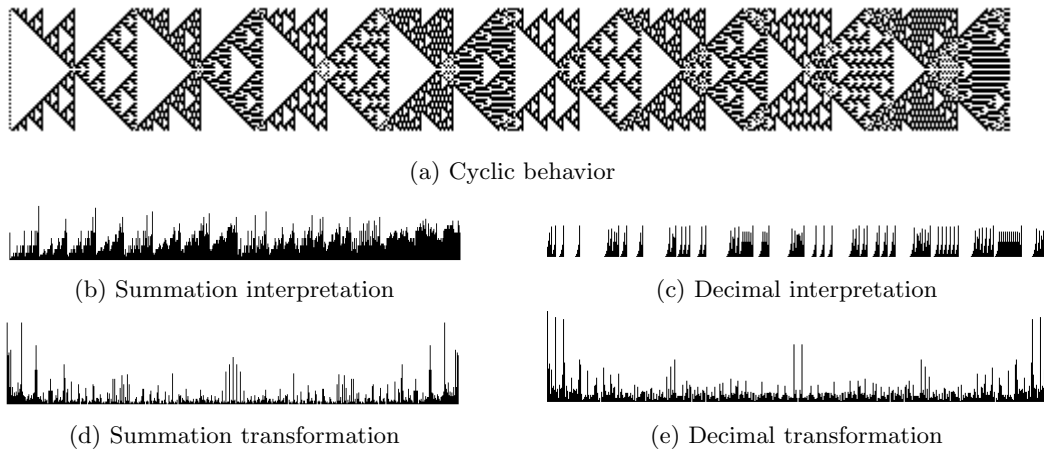 (a) Cyclic behavior
(b) Summation interpretation
(c) Decimal interpretation
(d) Summation transformation
(e) Decimal transformation